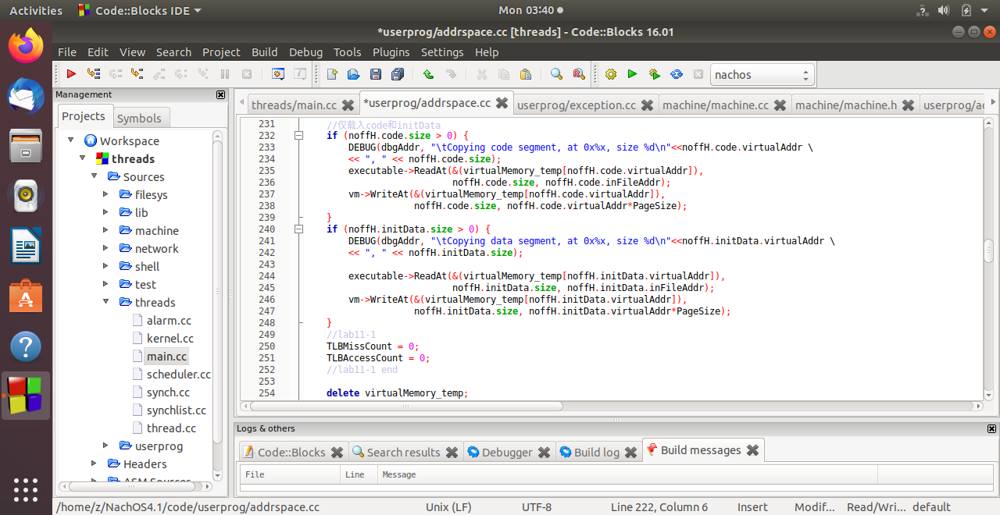 Activities Code::Blocks IDE Mon 03:40
*userprog/addrspace.cc [threads] - Code::Blocks 16.01
File Edit View Search Project Build Debug Tools Plugins Settings Help
nachos
Management
Projects Symbols
Workspace
threads
Sources
filesys
lib
machine
network
shell
test
threads
alarm.cc
kernel.cc
main.cc
scheduler.cc
synch.cc
synchlist.cc
thread.cc
userprog
Headers
ASM Sources
threads/main.cc *userprog/addrspace.cc userprog/exception.cc machine/machine.cc machine/machine.h userprog/ac
231 //仅载入code和initData
232 if (noffH.code.size > 0) {
233 DEBUG(dbgAddr, "\tCopying code segment, at 0x%x, size %d\n"<<noffH.code.virtualAddr \
234 << ", " << noffH.code.size);
235 executable->ReadAt(&(virtualMemory_temp[noffH.code.virtualAddr]),
236 noffH.code.size, noffH.code.inFileAddr);
237 vm->WriteAt(&(virtualMemory_temp[noffH.code.virtualAddr]),
238 noffH.code.size, noffH.code.virtualAddr*PageSize);
239 }
240 if (noffH.initData.size > 0) {
241 DEBUG(dbgAddr, "\tCopying data segment, at 0x%x, size %d\n"<<noffH.initData.virtualAddr \
242 << ", " << noffH.initData.size);
243
244 executable->ReadAt(&(virtualMemory_temp[noffH.initData.virtualAddr]),
245 noffH.initData.size, noffH.initData.inFileAddr);
246 vm->WriteAt(&(virtualMemory_temp[noffH.initData.virtualAddr]),
247 noffH.initData.size, noffH.initData.virtualAddr*PageSize);
248 }
249 //lab11-1
250 TLBMissCount = 0;
251 TLBAccessCount = 0;
252 //lab11-1 end
253
254 delete virtualMemory_temp;
Logs & others
Code::Blocks Search results Debugger Build log Build messages
File Line Message
/home/z/NachOS4.1/code/userprog/addrspace.cc Unix (LF) UTF-8 Line 222, Column 6 Insert Modif... Read/Wri... default